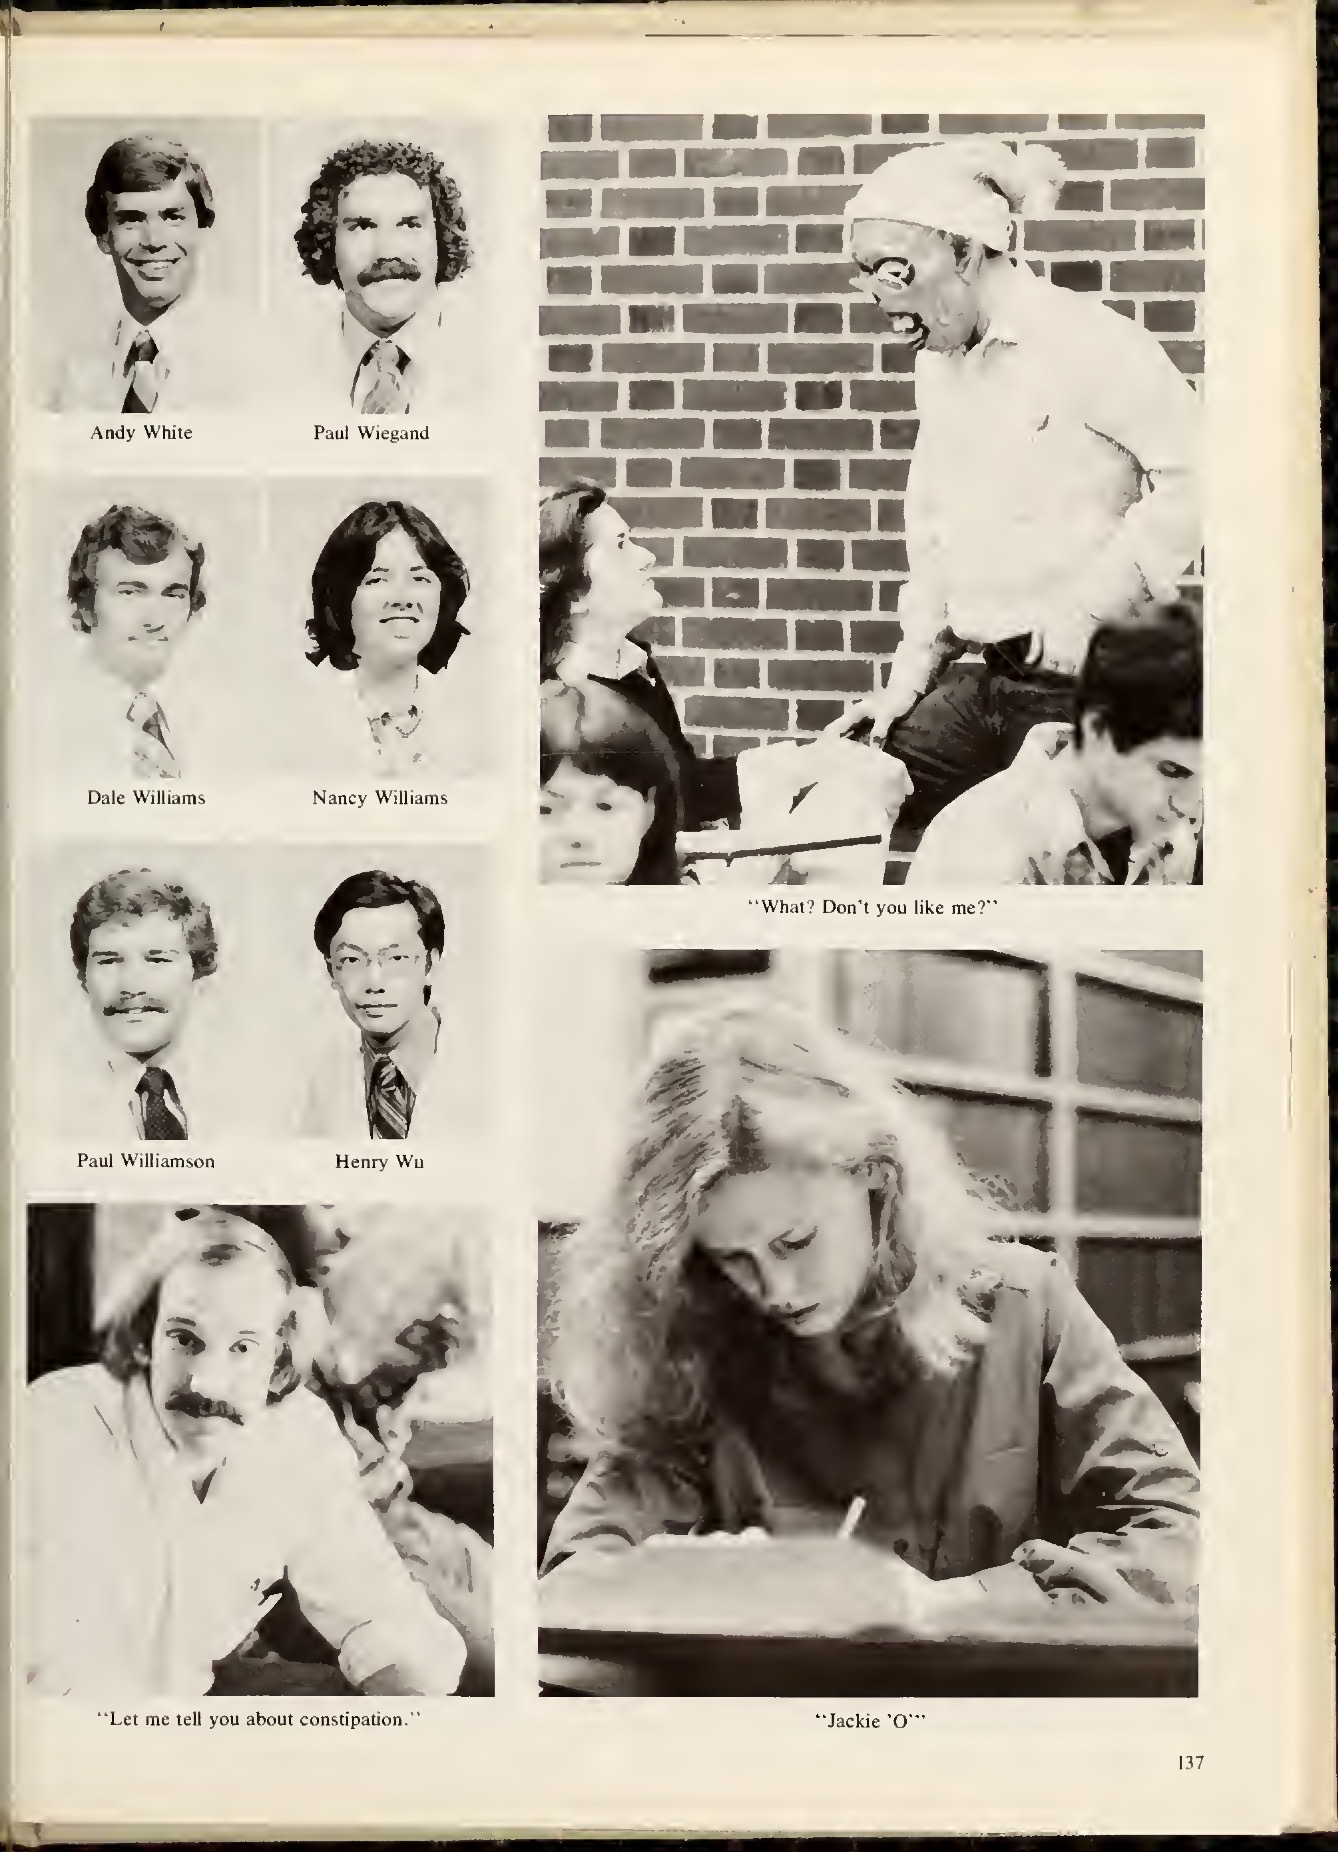 Andy White
Paul Wiegand
Dale Williams
Nancy Williams
Paul Williamson
Henry Wu
"Let me tell you about constipation."
"What? Don't you like me?"
"Jackie 'O'"
137